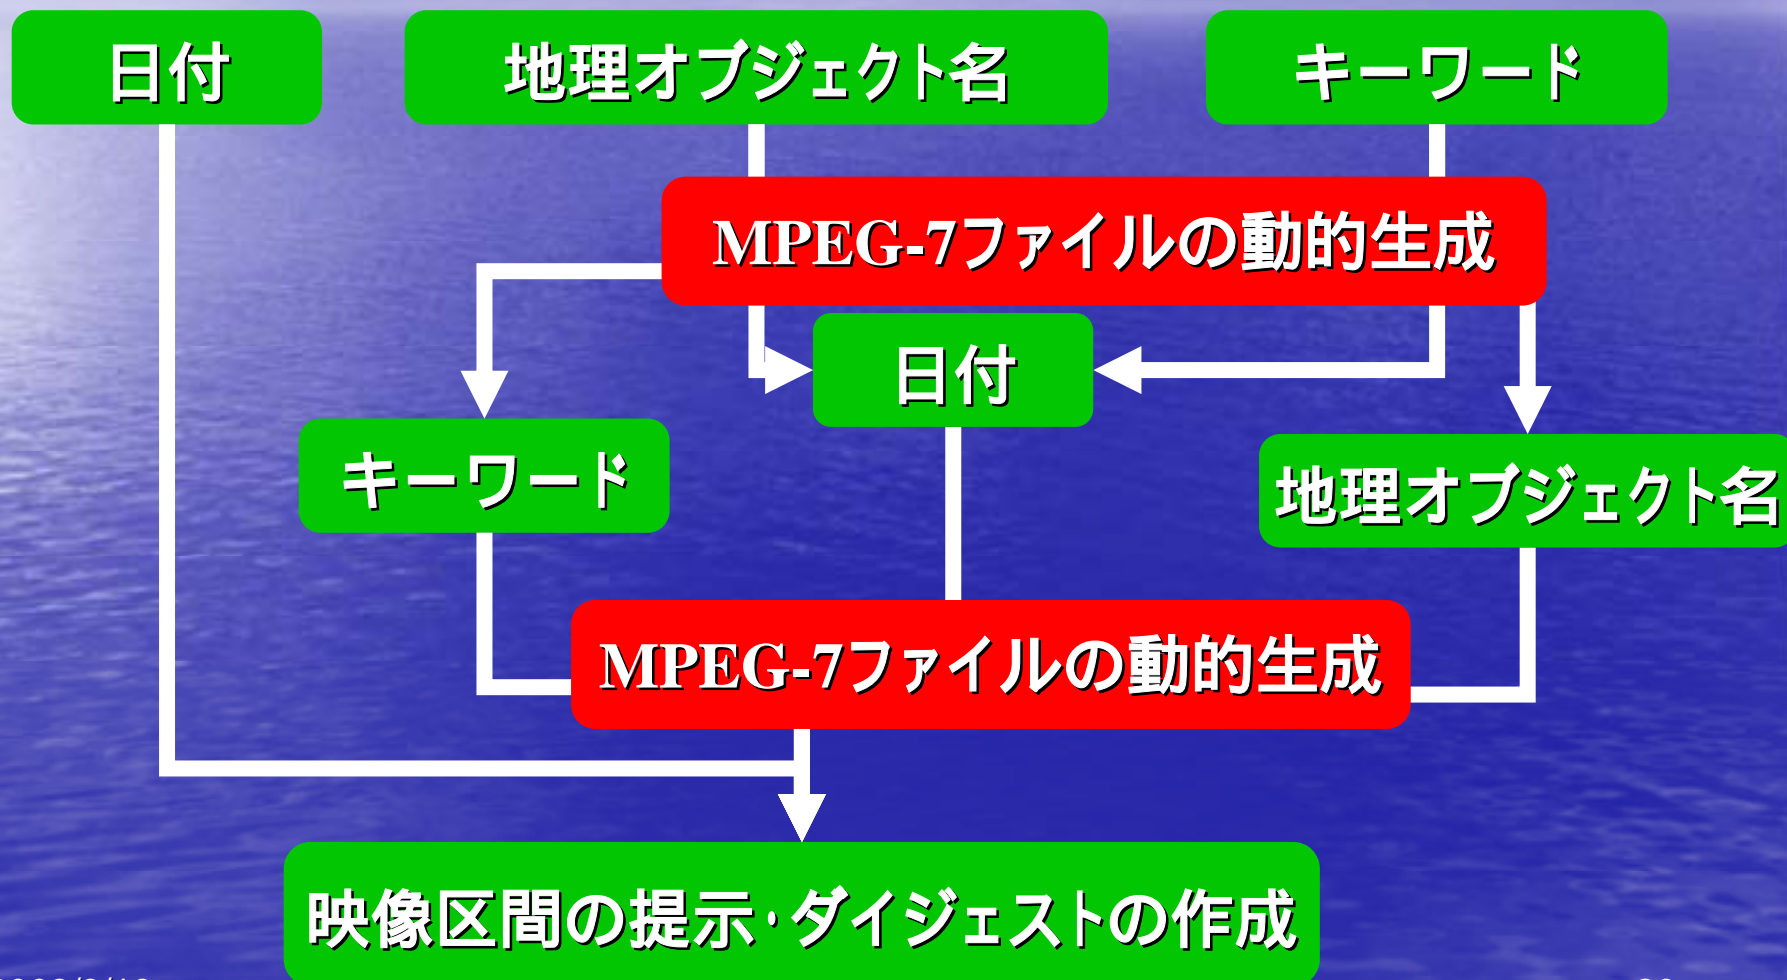 日付
地理オブジェクト名
キーワード
MPEG-7ファイルの動的生成
日付
キーワード
地理オブジェクト名
MPEG-7ファイルの動的生成
映像区間の提示・ダイジェストの作成